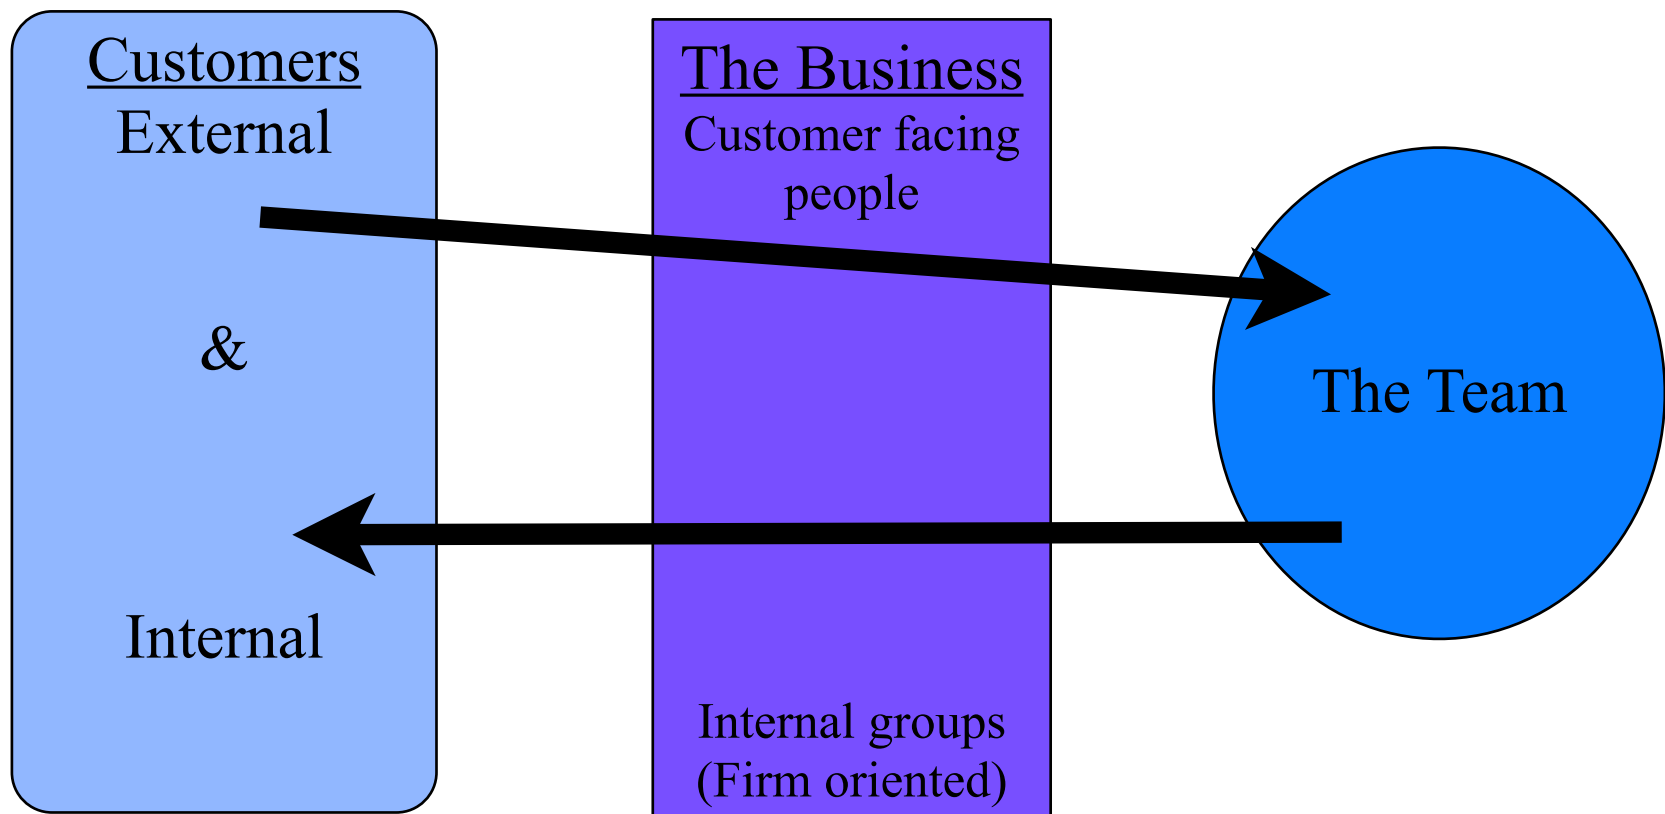 Customers
External
&
Internal
The Business
Customer facing
people
Internal groups
(Firm oriented)
The Team